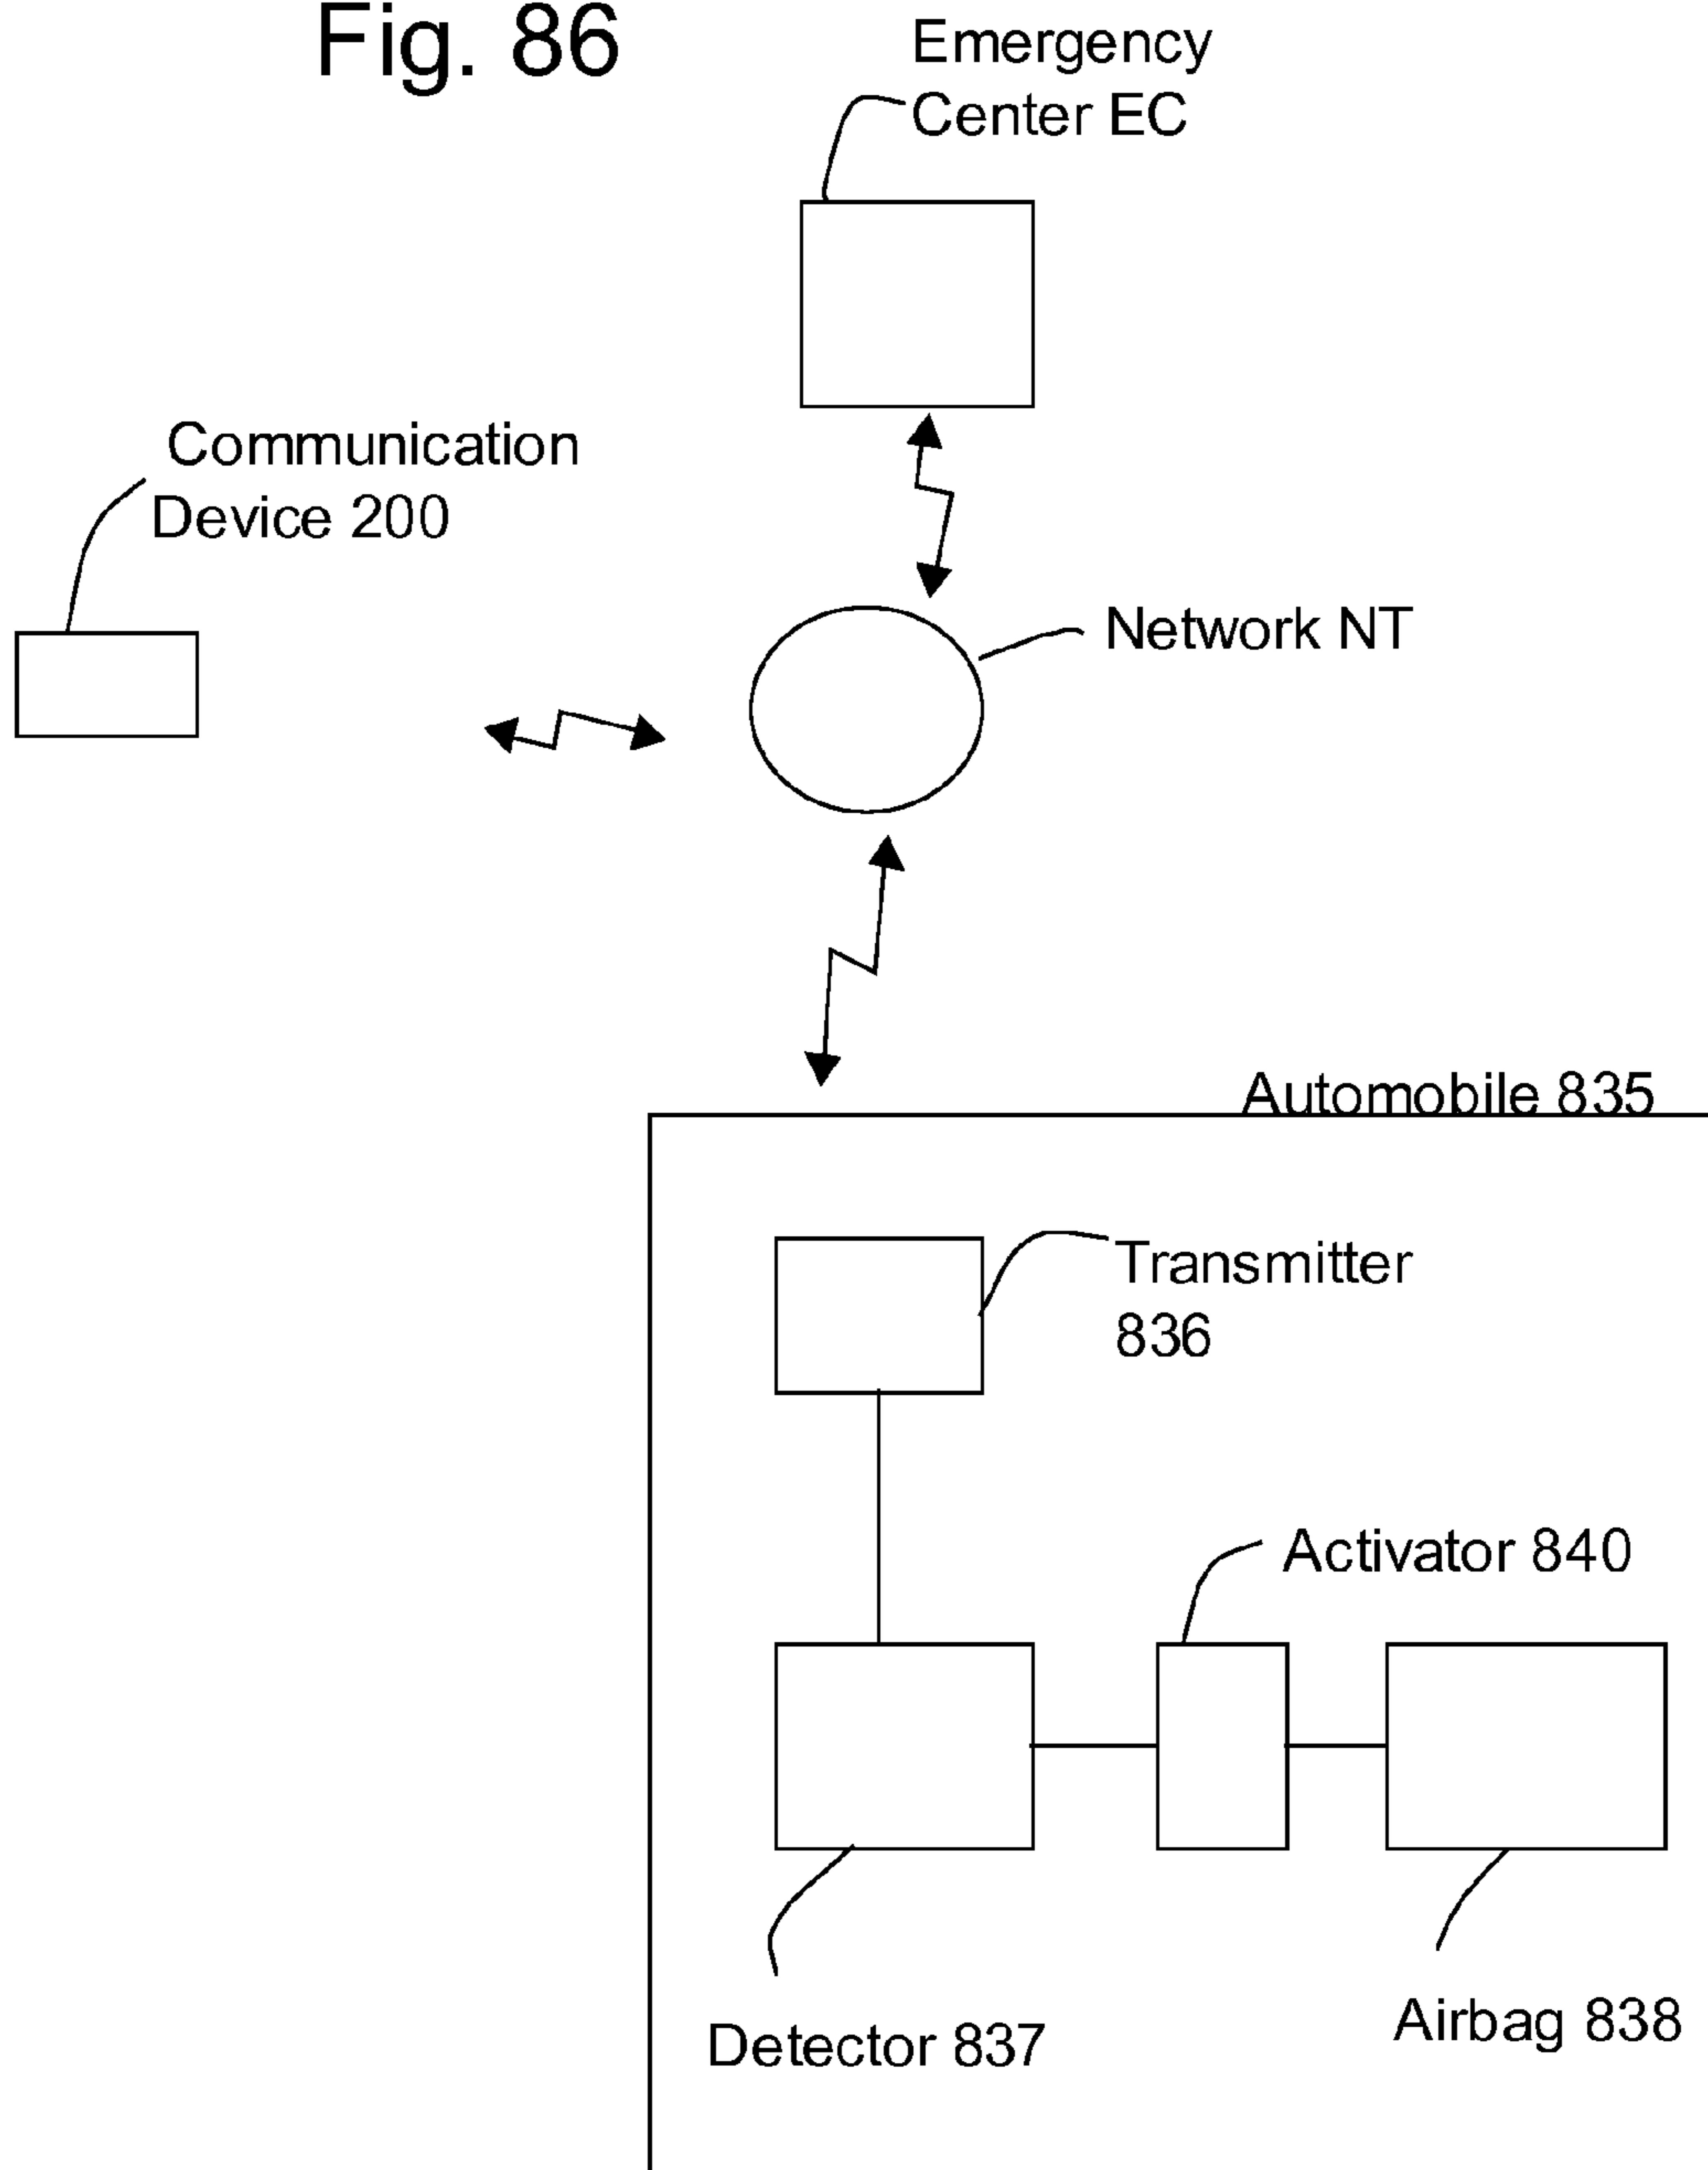 Fig. 86
Emergency
Center EC
Communication
Device 200
Network NT
Automobile 835
Transmitter
836
Activator 840
Airbag 838
Detector 837